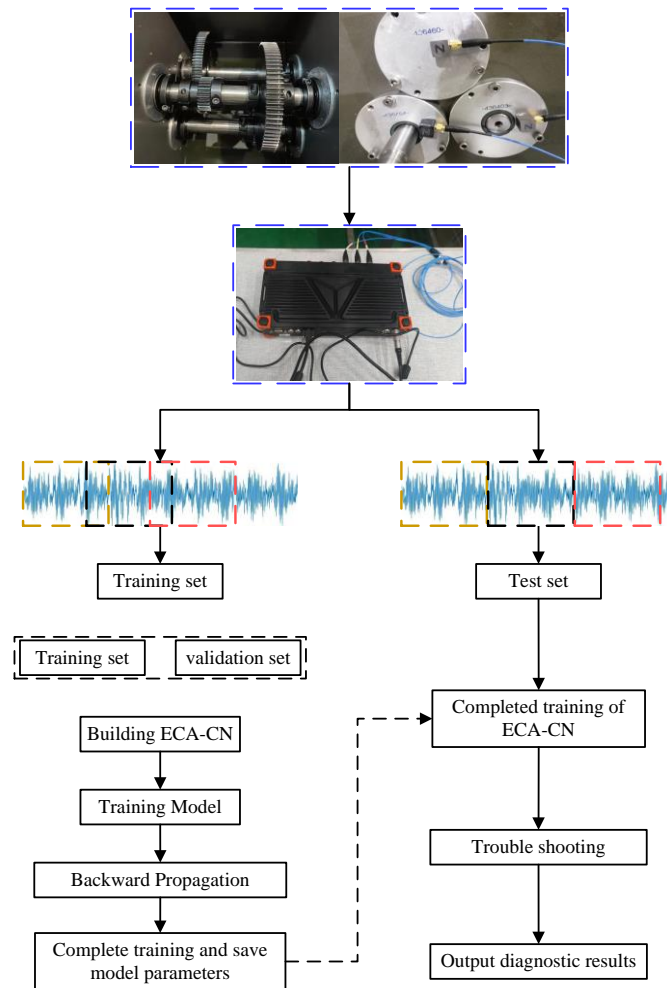 Training set
Test set
Training set
validation set
Completed training of
ECA-CN
Building ECA-CN
Training Model
Trouble shooting
Backward Propagation
Complete training and save
model parameters
Output diagnostic results